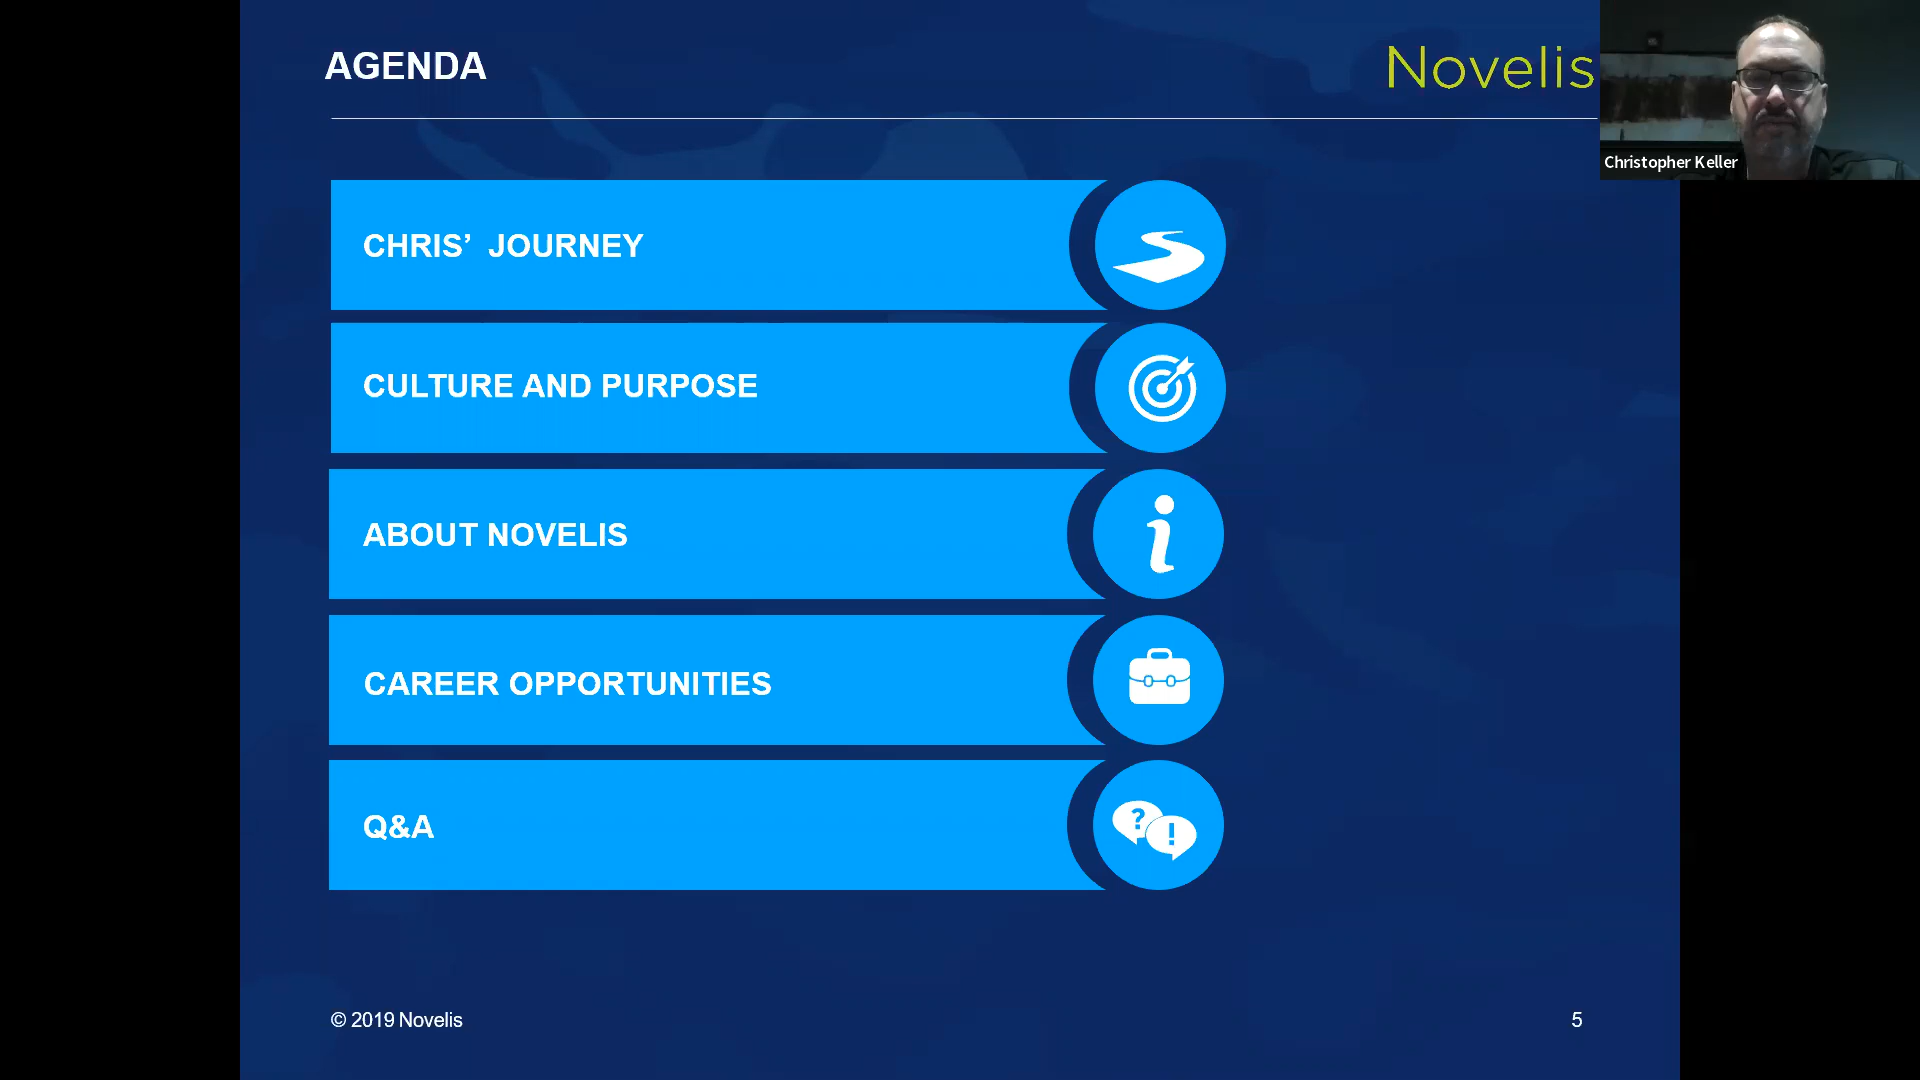 AGENDA
Novelis
Christopher Keller
CHRIS’  JOURNEY
CULTURE AND PURPOSE
ABOUT NOVELIS
CAREER OPPORTUNITIES
Q&A
? !
© 2019 Novelis
5